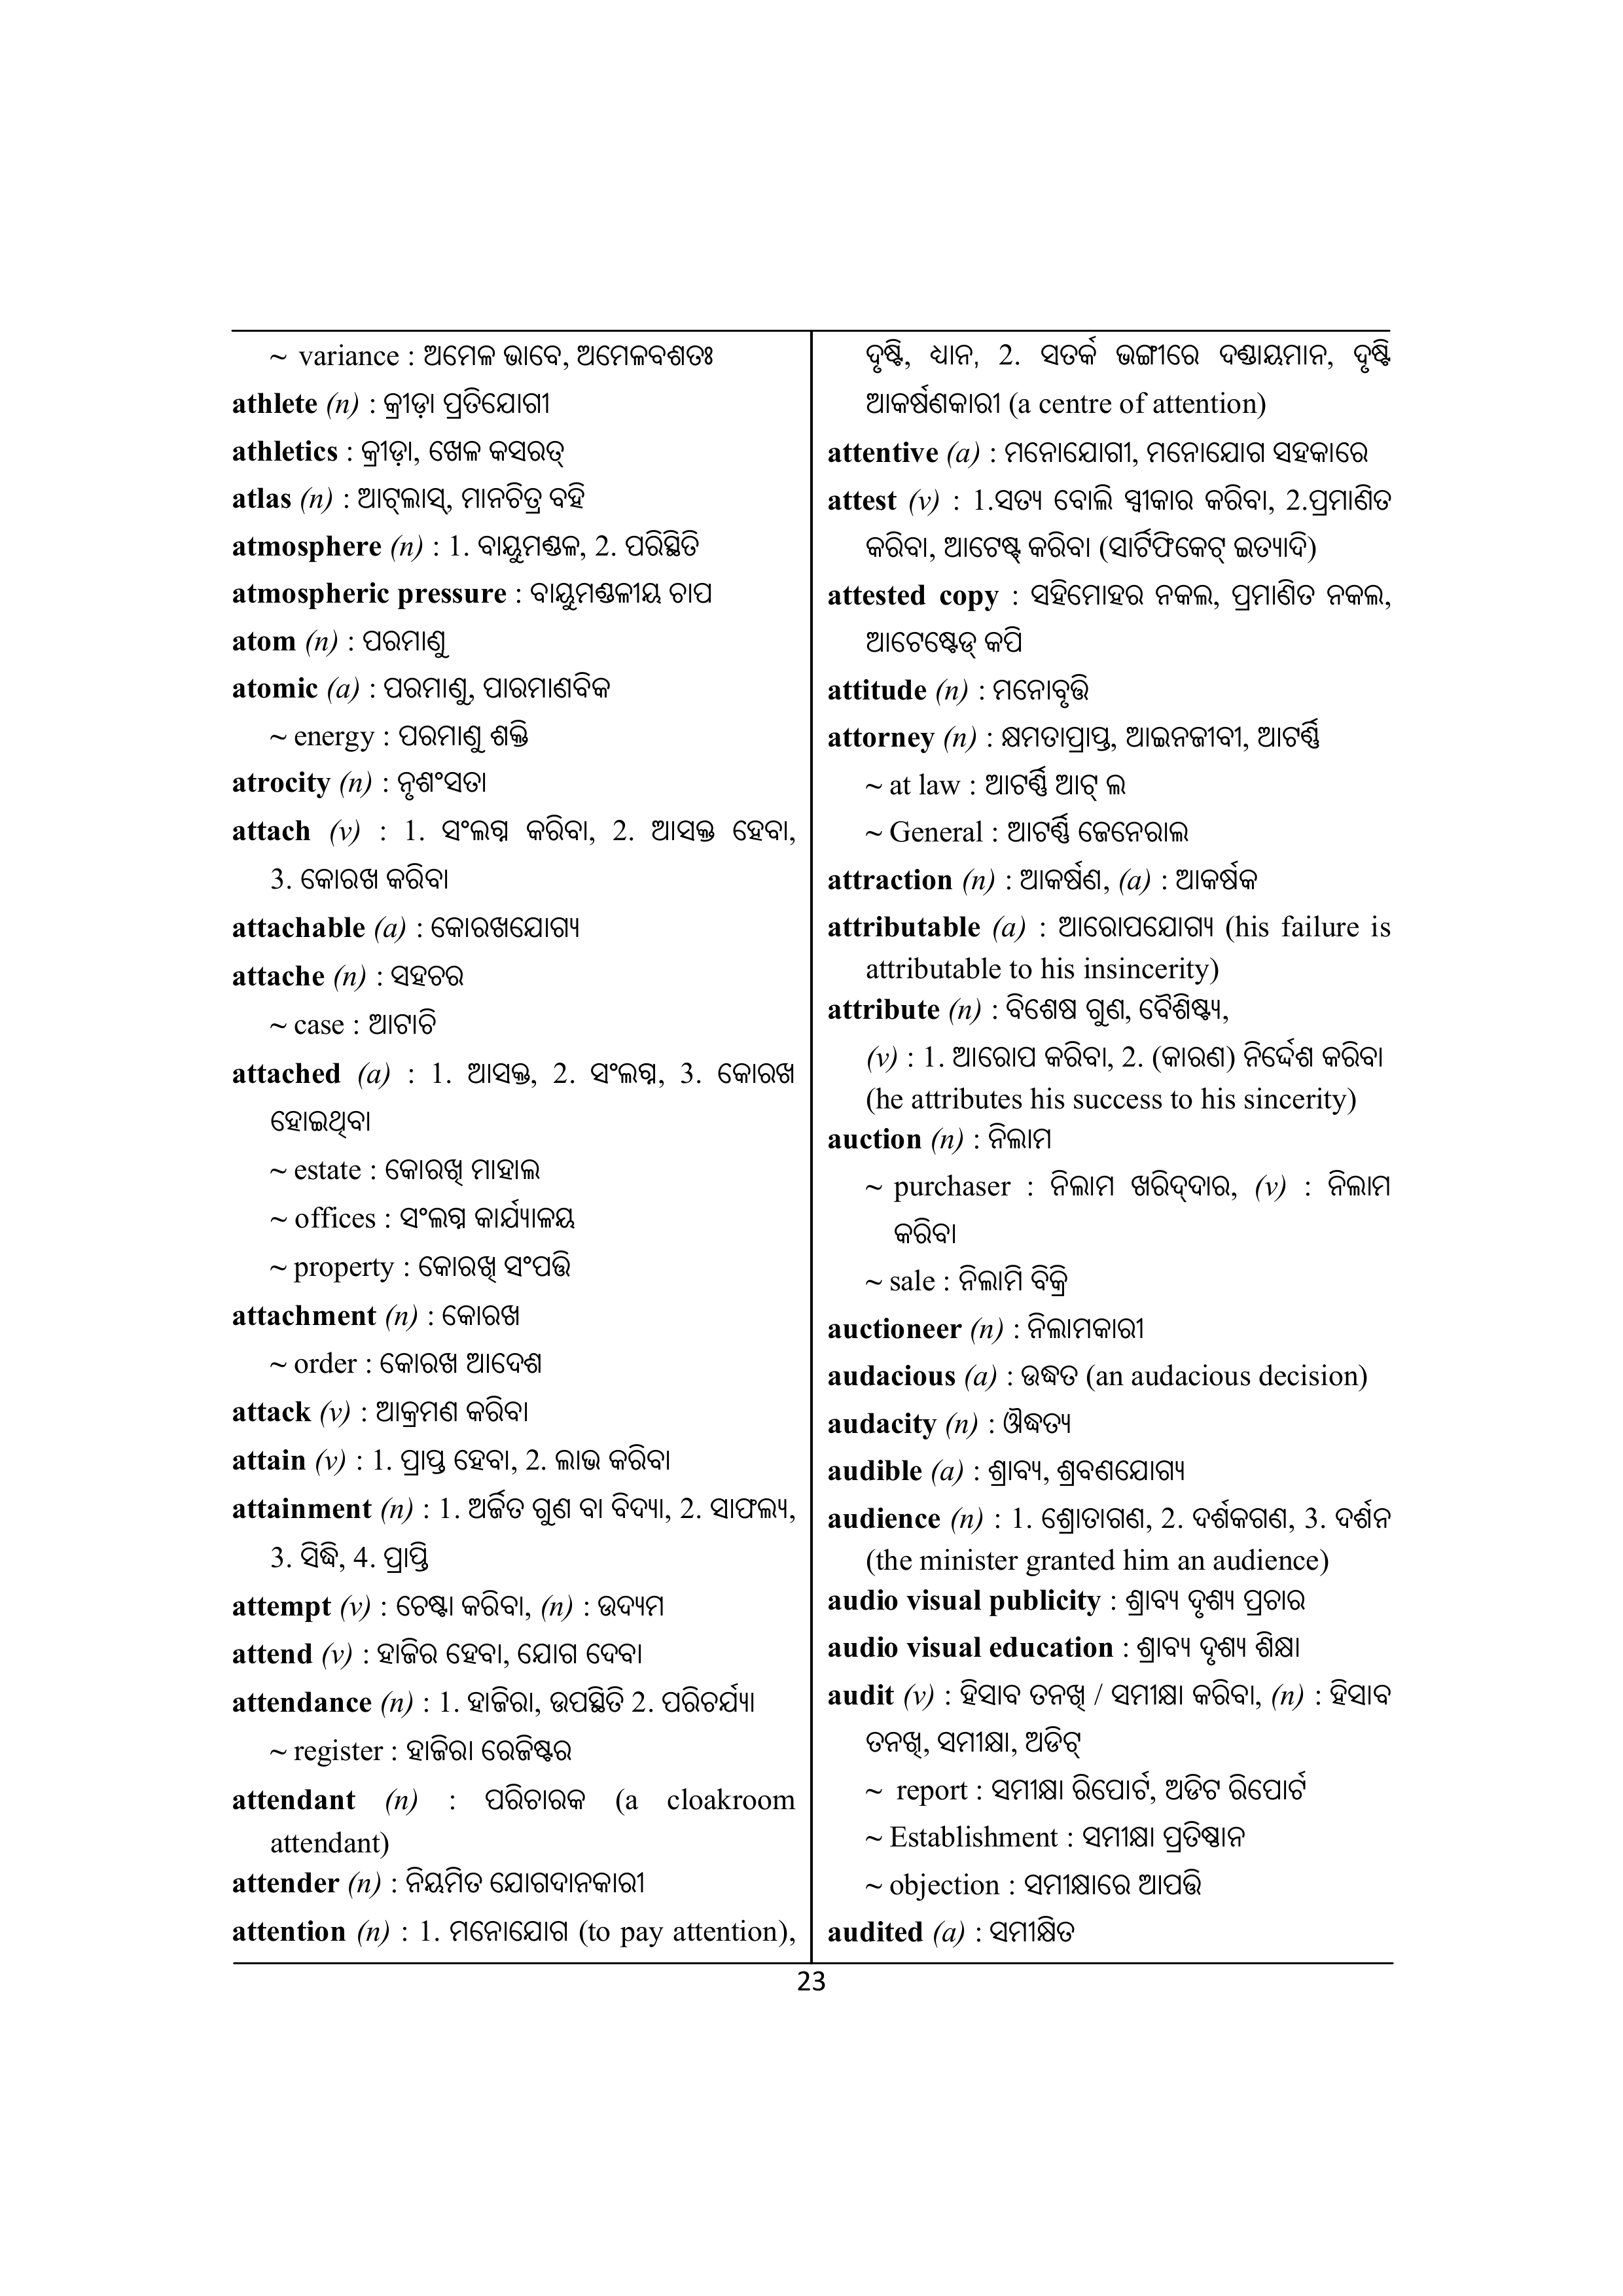 ~ variance : ଅମେଳ ଭାବେ, ଅମେଳବଶତଃ
athlete (n) : କ୍ରୀଡ଼ା ପ୍ରତିଯୋଗୀ
athletics : କ୍ରୀଡ଼ା, ଖେଳ କସରତ୍
atlas (n) : ଆଟ୍‌ଲାସ୍, ମାନଚିତ୍ର ବହି
atmosphere (n) : 1. ବାୟୁମଣ୍ଡଳ, 2. ପରିସ୍ଥିତି
atmospheric pressure : ବାୟୁମଣ୍ଡଳୀୟ ଚାପ
atom (n) : ପରମାଣୁ
atomic (a) : ପରମାଣୁ, ପାରମାଣବିକ
~ energy : ପରମାଣୁ ଶକ୍ତି
atrocity (n) : ନୃଶଂସତା
attach (v) : 1. ସଂଲଗ୍ନ କରିବା, 2. ଆସକ୍ତ ହେବା,
3. କୋରଖ କରିବା
attachable (a) : କୋରଖଯୋଗ୍ୟ
attache (n) : ସହଚର
~ case : ଆଟାଚି
attached (a) : 1. ଆସକ୍ତ, 2. ସଂଲଗ୍ନ, 3. କୋରଖ
ହୋଇଥିବା
~ estate : କୋରଖି ମାହାଲ
~ offices : ସଂଲଗ୍ନ କାର୍ଯ୍ୟାଳୟ
~ property : କୋରଖି ସଂପତ୍ତି
attachment (n) : କୋରଖ
~ order : କୋରଖ ଆଦେଶ
attack (v) : ଆକ୍ରମଣ କରିବା
attain (v) : 1. ପ୍ରାପ୍ତ ହେବା, 2. ଲାଭ କରିବା
attainment (n) : 1. ଅର୍ଜିତ ଗୁଣ ବା ବିଦ୍ୟା, 2. ସାଫଲ୍ୟ,
3. ସିଦ୍ଧି, 4. ପ୍ରାପ୍ତି
attempt (v) : ଚେଷ୍ଟା କରିବା, (n) : ଉଦ୍ୟମ
attend (v) : ହାଜିର ହେବା, ଯୋଗ ଦେବା
attendance (n) : 1. ହାଜିରା, ଉପସ୍ଥିତି 2. ପରିଚର୍ଯ୍ୟା
~ register : ହାଜିରା ରେଜିଷ୍ଟର
attendant (n) : ପରିଚାରକ (a cloakroom
attendant)
attender (n) : ନିୟମିତ ଯୋଗଦାନକାରୀ
attention (n) : 1. ମନୋଯୋଗ (to pay attention),
ଦୃଷ୍ଟି, ଧ୍ୟାନ, 2. ସତର୍କ ଭଙ୍ଗୀରେ ଦଣ୍ଡାୟମାନ, ଦୃଷ୍ଟି
ଆକର୍ଷଣକାରୀ (a centre of attention)
attentive (a) : ମନୋଯୋଗୀ, ମନୋଯୋଗ ସହକାରେ
attest (v) : 1.ସତ୍ୟ ବୋଲି ସ୍ୱୀକାର କରିବା, 2.ପ୍ରମାଣିତ
କରିବା, ଆଟେଷ୍ଟ୍ କରିବା (ସାର୍ଟିଫିକେଟ୍ ଇତ୍ୟାଦି)
attested copy : ସହିମୋହର ନକଲ, ପ୍ରମାଣିତ ନକଲ,
ଆଟେଷ୍ଟେଡ୍ କପି
attitude (n) : ମନୋବୃତ୍ତି
attorney (n) : କ୍ଷମତାପ୍ରାପ୍ତ, ଆଇନଜୀବୀ, ଆଟର୍ଣ୍ଣି
~ at law : ଆଟର୍ଣ୍ଣି ଆଟ୍ ଲ
~ General : ଆଟର୍ଣ୍ଣି ଜେନେରାଲ
attraction (n) : ଆକର୍ଷଣ, (a) : ଆକର୍ଷକ
attributable (a) : ଆରୋପଯୋଗ୍ୟ (his failure is
attributable to his insincerity)
attribute (n) : ବିଶେଷ ଗୁଣ, ବୈଶିଷ୍ଟ୍ୟ,
(v) : 1. ଆରୋପ କରିବା, 2. (କାରଣ) ନିର୍ଦ୍ଦେଶ କରିବା
(he attributes his success to his sincerity)
auction (n) : ନିଲାମ
~ purchaser : ନିଲାମ ଖରିଦ୍‌ଦାର, (v) : ନିଲାମ
କରିବା
~ sale : ନିଲାମି ବିକ୍ରି
auctioneer (n) : ନିଲାମକାରୀ
audacious (a) : ଉଦ୍ଧତ (an audacious decision)
audacity (n) : ଔଦ୍ଧତ୍ୟ
audible (a) : ଶ୍ରାବ୍ୟ, ଶ୍ରବଣଯୋଗ୍ୟ
audience (n) : 1. ଶ୍ରୋତାଗଣ, 2. ଦର୍ଶକଗଣ, 3. ଦର୍ଶନ
(the minister granted him an audience)
audio visual publicity : ଶ୍ରାବ୍ୟ ଦୃଶ୍ୟ ପ୍ରଚାର
audio visual education : ଶ୍ରାବ୍ୟ ଦୃଶ୍ୟ ଶିକ୍ଷା
audit (v) : ହିସାବ ତନଖି / ସମୀକ୍ଷା କରିବା, (n) : ହିସାବ
ତନଖି, ସମୀକ୍ଷା, ଅଡିଟ୍
~ report : ସମୀକ୍ଷା ରିପୋର୍ଟ, ଅଡିଟ ରିପୋର୍ଟ
~ Establishment : ସମୀକ୍ଷା ପ୍ରତିଷ୍ଠାନ
~ objection : ସମୀକ୍ଷାରେ ଆପତ୍ତି
audited (a) : ସମୀକ୍ଷିତ
23